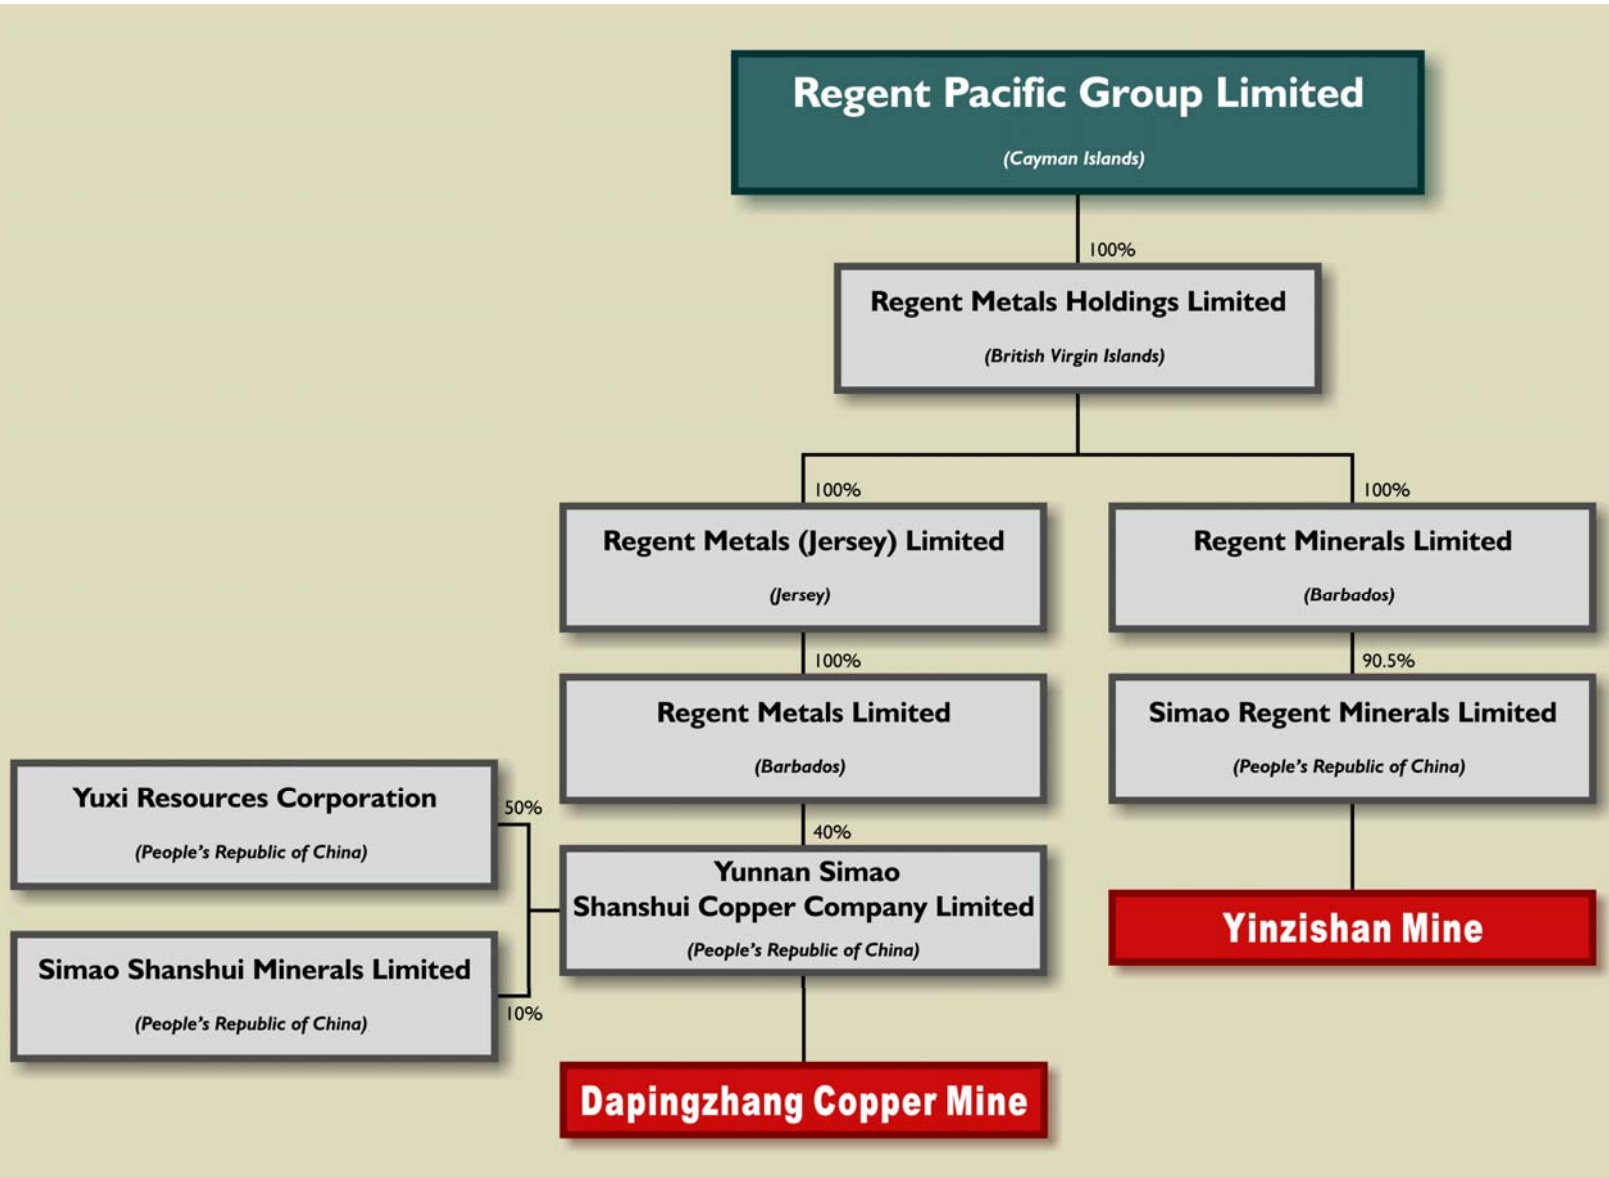 Regent Pacific Group Limited
(Cayman Islands)
100%
Regent Metals Holdings Limited
(British Virgin Islands)
100%
100%
Regent Metals (Jersey) Limited
(Jersey)
Regent Minerals Limited
(Barbados)
100%
90.5%
Regent Metals Limited
(Barbados)
Simao Regent Minerals Limited
(People's Republic of China)
Yuxi Resources Corporation
(People's Republic of China)
50%
40%
Yunnan Simao
Shanshui Copper Company Limited
(People's Republic of China)
Yinzishan Mine
Simao Shanshui Minerals Limited
(People's Republic of China)
10%
Dapingzhang Copper Mine